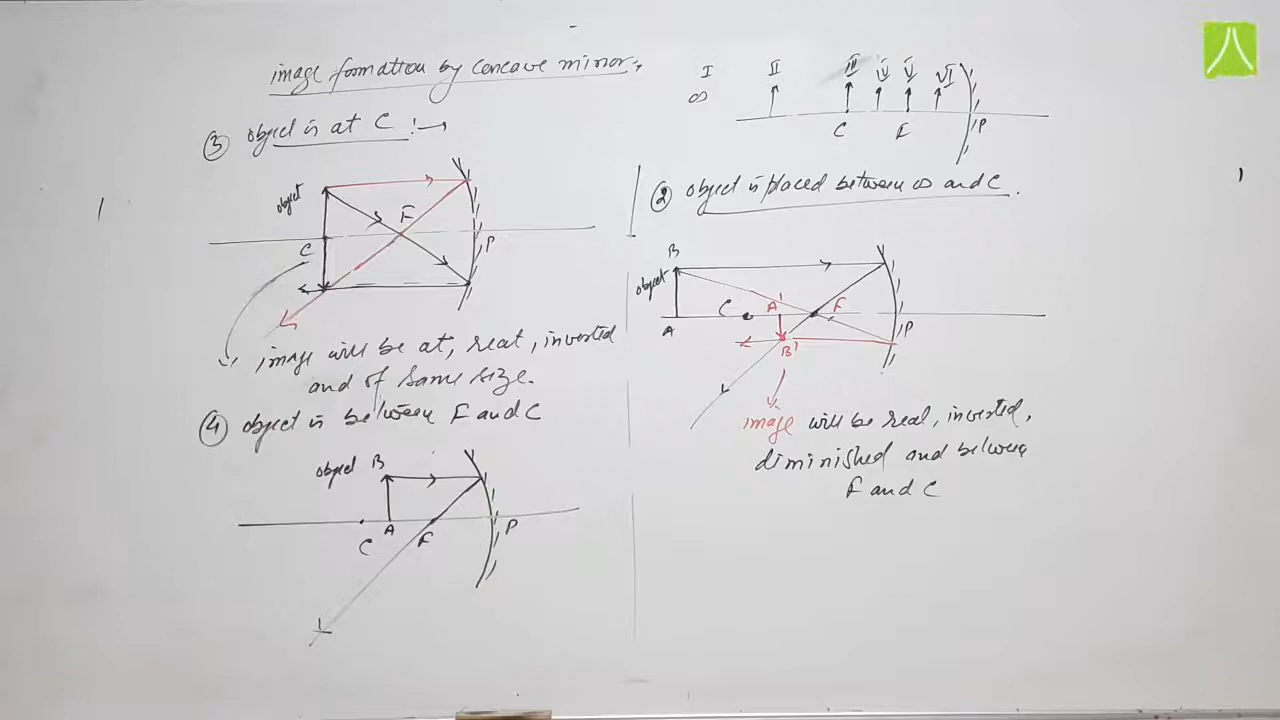 image formation by concave mirror:
I II III IV V VI
∞
C F P
③ object is at C :→
object
F
C P
image will be at, real, inverted
and of same size.
④ object is between F and C
object B
C A F P
② object is placed between ∞ and C.
B
object
C A' F
A P
B'
image will be real, inverted,
diminished and between
F and C